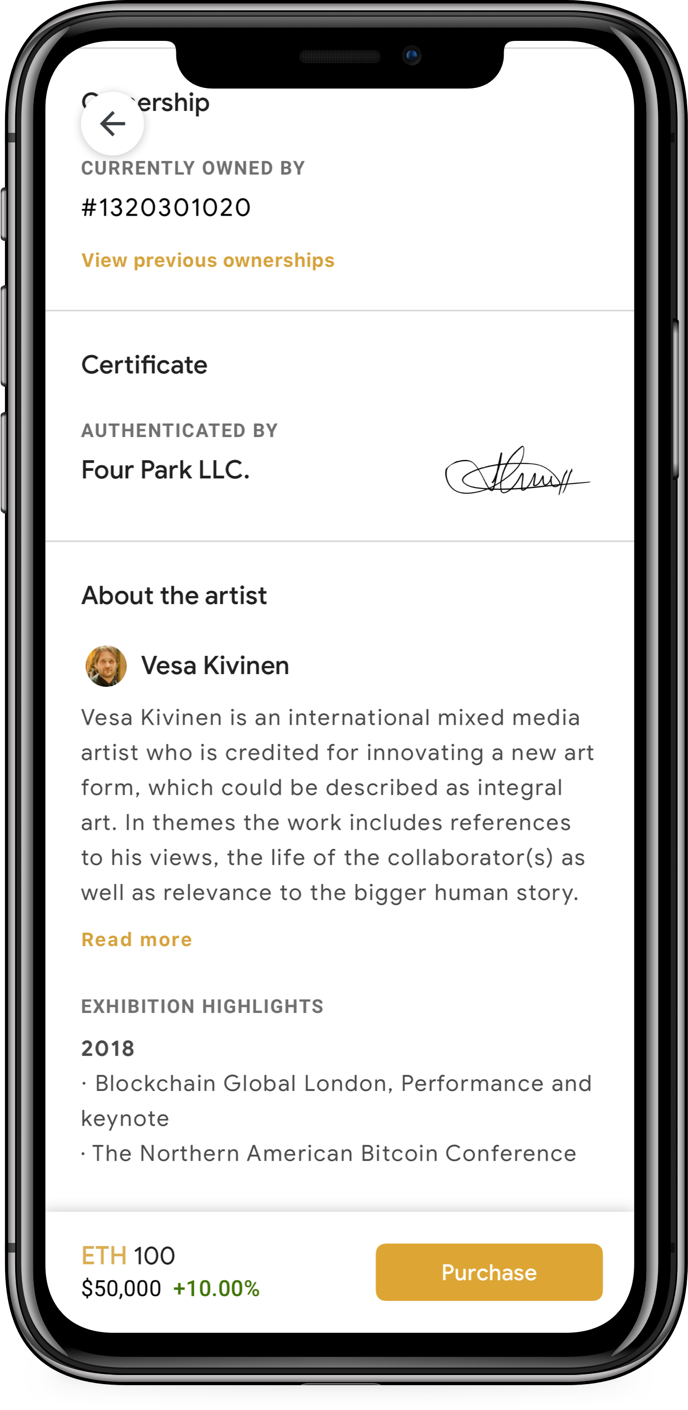 ership
CURRENTLY OWNED BY
#1320301020
View previous ownerships
Certificate
AUTHENTICATED BY
Four Park LLC.
About the artist
Vesa Kivinen
Vesa Kivinen is an international mixed media
artist who is credited for innovating a new art
form, which could be described as integral
art. In themes the work includes references
to his views, the life of the collaborator(s) as
well as relevance to the bigger human story.
Read more
EXHIBITION HIGHLIGHTS
2018
· Blockchain Global London, Performance and
keynote
· The Northern American Bitcoin Conference
ETH 100
$50,000 +10.00%
Purchase